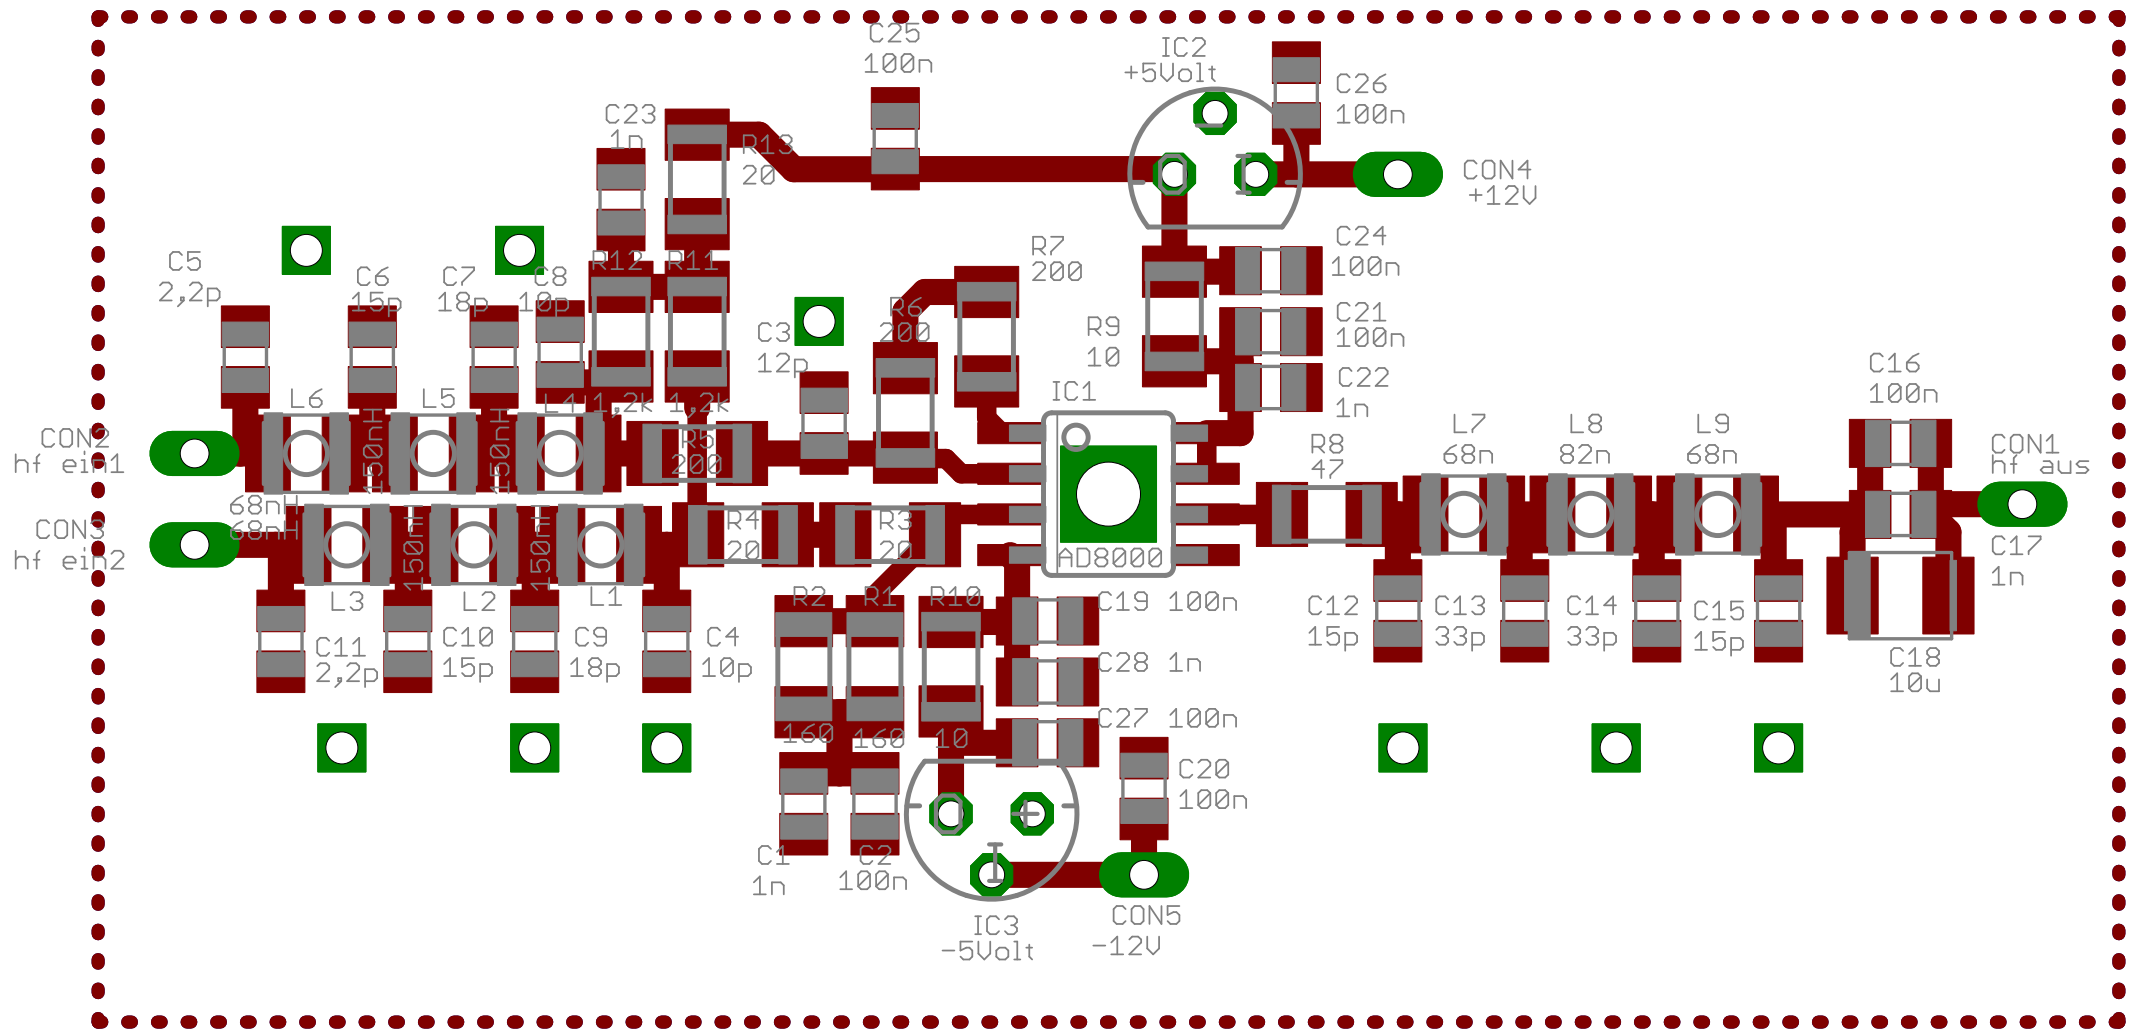 C25
100n
IC2
+5Volt
C26
100n
C23
1n
R13
20
CON4
+12V
C5
2,2p
C6
15p
C7
18p
C8
10p
R12
R11
R7
200
C24
100n
R6
200
C3
12p
R9
10
C21
100n
C22
1n
C16
100n
L6
L5
L4
1,2k
1,2k
IC1
CON2
hf ein1
150nH
150nH
R5
200
R8
47
L7
68n
L8
82n
L9
68n
CON1
hf aus
68nH
68nH
CON3
hf ein2
150nH
150nH
R4
20
R3
20
AD8000
C17
1n
L3
L2
L1
R2
R1
R10
C19 100n
C12
15p
C13
33p
C14
33p
C15
15p
C11
2,2p
C10
15p
C9
18p
C4
10p
C28 1n
C18
10u
160
160
10
C27 100n
C20
100n
C1
1n
C2
100n
IC3
-5Volt
CON5
-12V